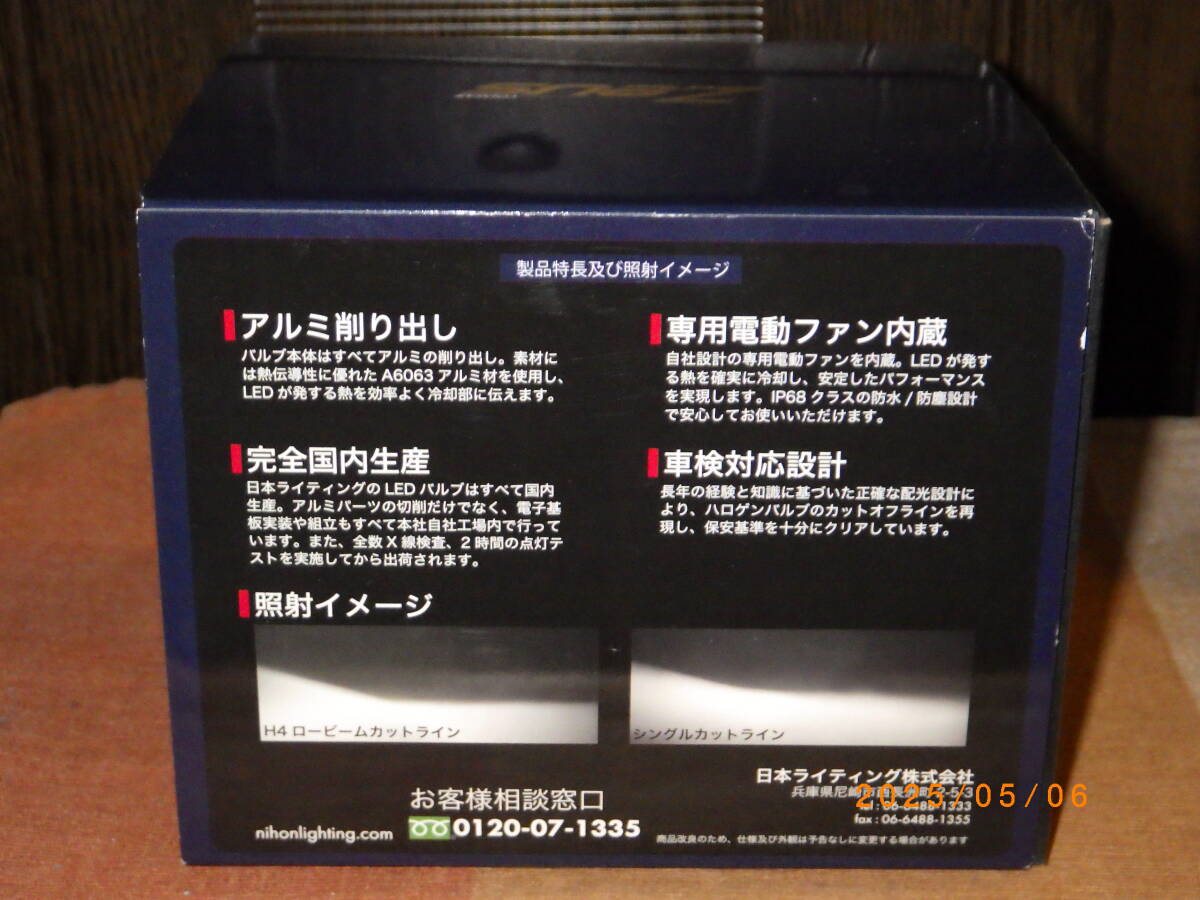 製品特長及び照射イメージ
アルミ削り出し
バルブ本体はすべてアルミの削り出し。素材に
は熱伝導性に優れた A6063 アルミ材を使用し、
LED が発する熱を効率よく冷却部に伝えます。
専用電動ファン内蔵
自社設計の専用電動ファンを内蔵。LED が発す
る熱を確実に冷却し、安定したパフォーマンス
を実現します。IP68 クラスの防水 / 防塵設計
で安心してお使いいただけます。
完全国内生産
日本ライティングの LED バルブはすべて国内
生産。アルミパーツの切削だけでなく、電子基
板実装や組立もすべて本社自社工場内で行って
います。また、全数 X 線検査、2 時間の点灯テ
ストを実施してから出荷されます。
車検対応設計
長年の経験と知識に基づいた正確な配光設計に
より、ハロゲンバルブのカットオフラインを再
現し、保安基準を十分にクリアしています。
照射イメージ
H4 ロービームカットライン
シングルカットライン
お客様相談窓口
0120-07-1335
nihonlighting.com
日本ライティング株式会社
兵庫県尼崎市西長洲町2-5-3
tel : 06-6488-1333
fax : 06-6488-1355
商品改良のため、仕様及び外観は予告なしに変更する場合があります
2025/05/06